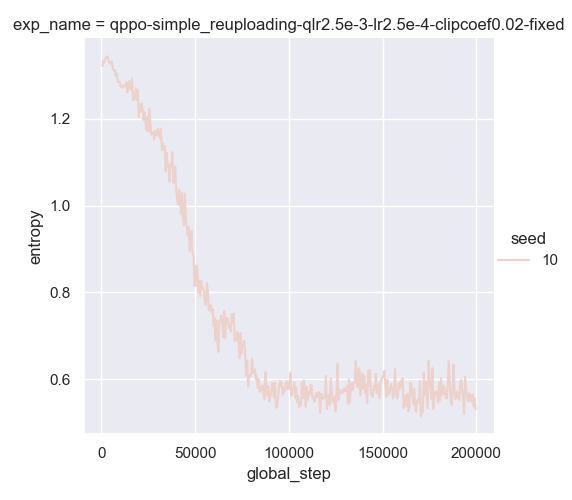 exp_name = qppo-simple_reuploading-qlr2.5e-3-lr2.5e-4-clipcoef0.02-fixed
1.2
1.0
0.8
0.6
entropy
0
50000
100000
150000
200000
global_step
seed
10